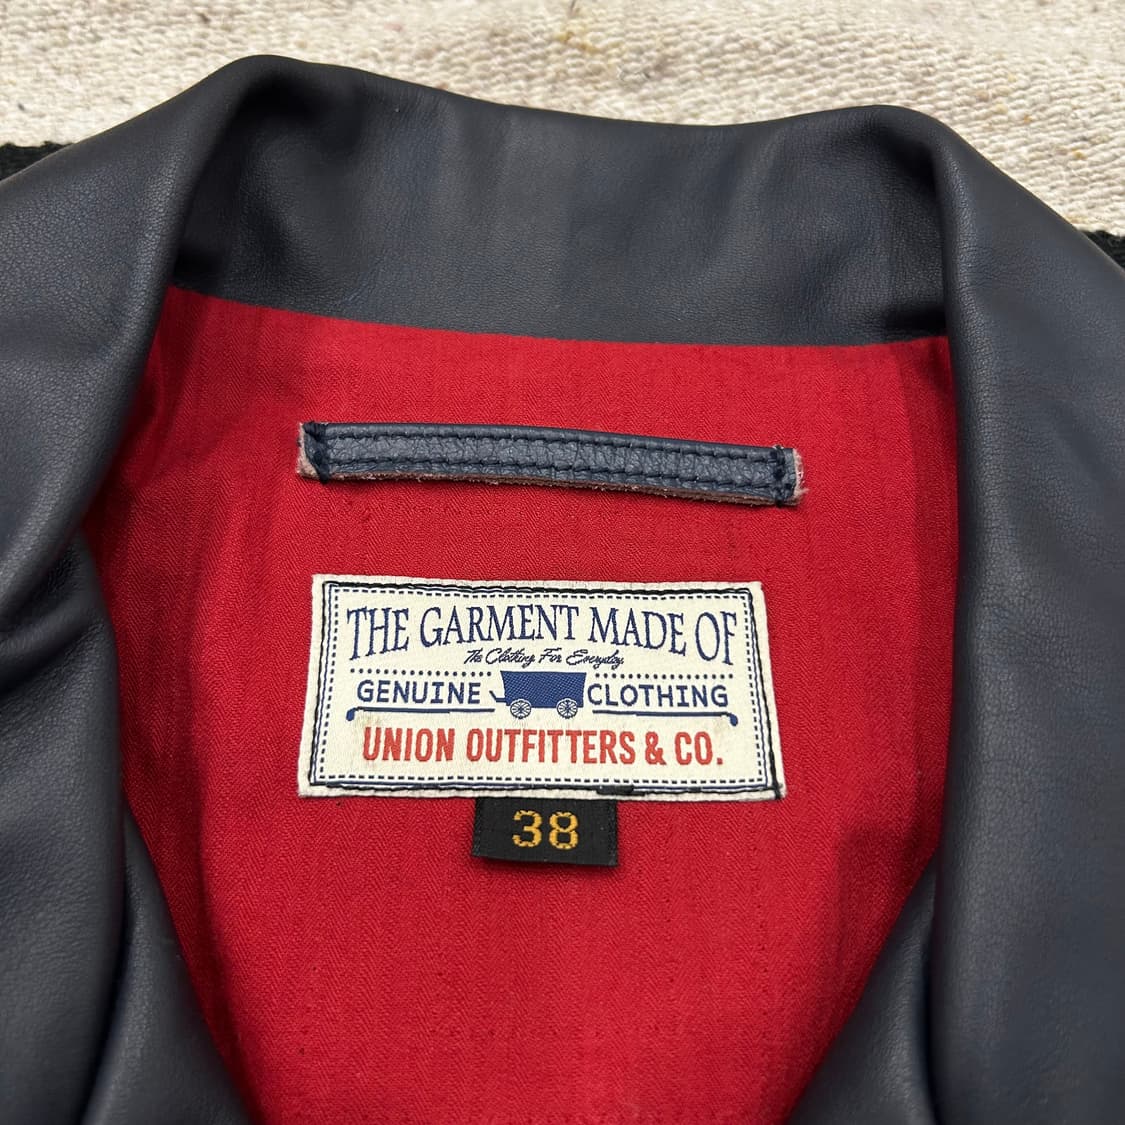 THE GARMENT MADE OF
The Clothing For Everyday.
GENUINE CLOTHING
UNION OUTFITTERS & CO.
38